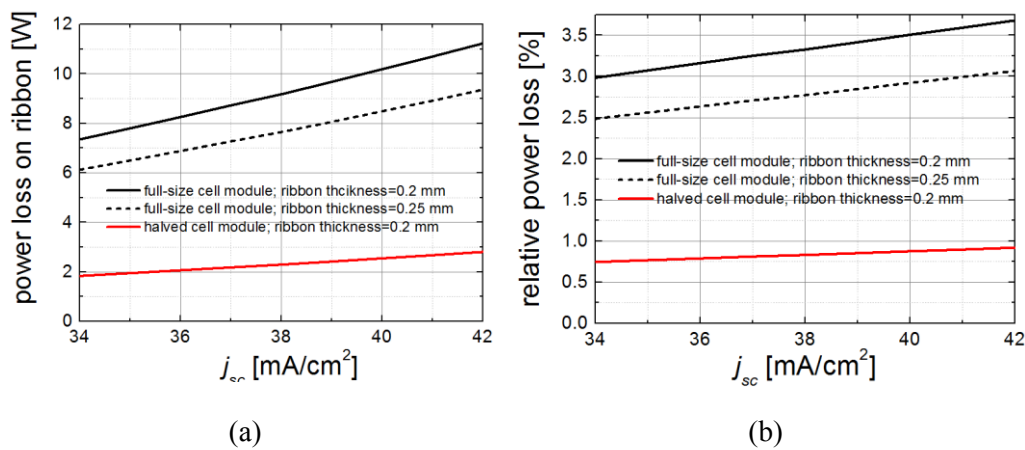 power loss on ribbon [W]
12
10
8
6
4
2
0
full-size cell module; ribbon thcikness=0.2 mm
full-size cell module; ribbon thickness=0.25 mm
halved cell module; ribbon thickness=0.2 mm
34 36 38 40 42
jsc [mA/cm²]
(a)
relative power loss [%]
3.5
3.0
2.5
2.0
1.5
1.0
0.5
0.0
full-size cell module; ribbon thickness=0.2 mm
full-size cell module; ribbon thickness=0.25 mm
halved cell module; ribbon thickness=0.2 mm
34 36 38 40 42
jsc [mA/cm²]
(b)